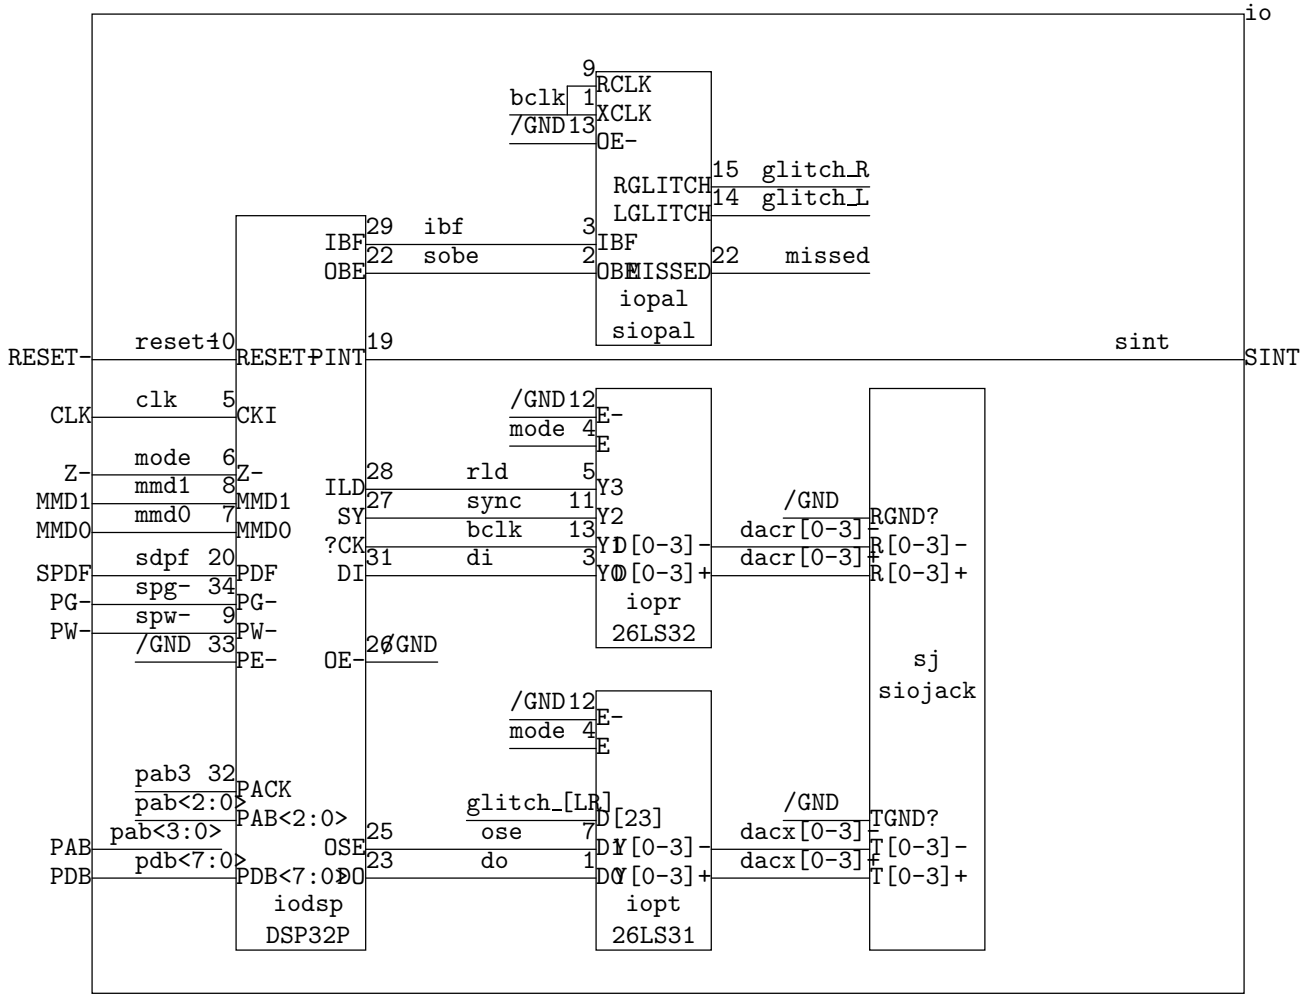 io
9
RCLK
bclk 1
XCLK
/GND 13
OE-
15 glitch_R
RGLITCH
14 glitch_L
LGLITCH
29 ibf 3
IBF IBF
22 sobe 2 22 missed
OBE OBE MISSED
iopal
siopal
reset- 10 19 sint
RESET- RESET- PINT SINT
/GND 12
clk 5 E-
CLK CKI
mode 4
E
mode 6 28 rld 5
Z- Z- ILD Y3
mmd1 8 27 sync 11 /GND
MMD1 MMD1 SY Y2 RGND?
mmd0 7 bclk 13 dacr[0-3]-
MMD0 MMD0 ?CK Y1 D[0-3]- R[0-3]-
sdpf 20 31 di 3 dacr[0-3]+
SPDF PDF DI Y0 D[0-3]+ R[0-3]+
spg- 34
PG- PG- iopr
spw- 9
PW- PW- 26LS32
/GND 33 26 /GND
PE- OE- sj
siojack
/GND 12
E-
mode 4
E
pab3 32
PACK
pab<2:0> glitch_[LR] /GND
PAB<2:0> D[23] TGND?
pab<3:0> 25 ose 7 dacx[0-3]-
PAB OSE D1 Y[0-3]- T[0-3]-
pdb<7:0> 23 do 1 dacx[0-3]+
PDB PDB<7:0> DO D0 Y[0-3]+ T[0-3]+
iodsp iopt
DSP32P 26LS31